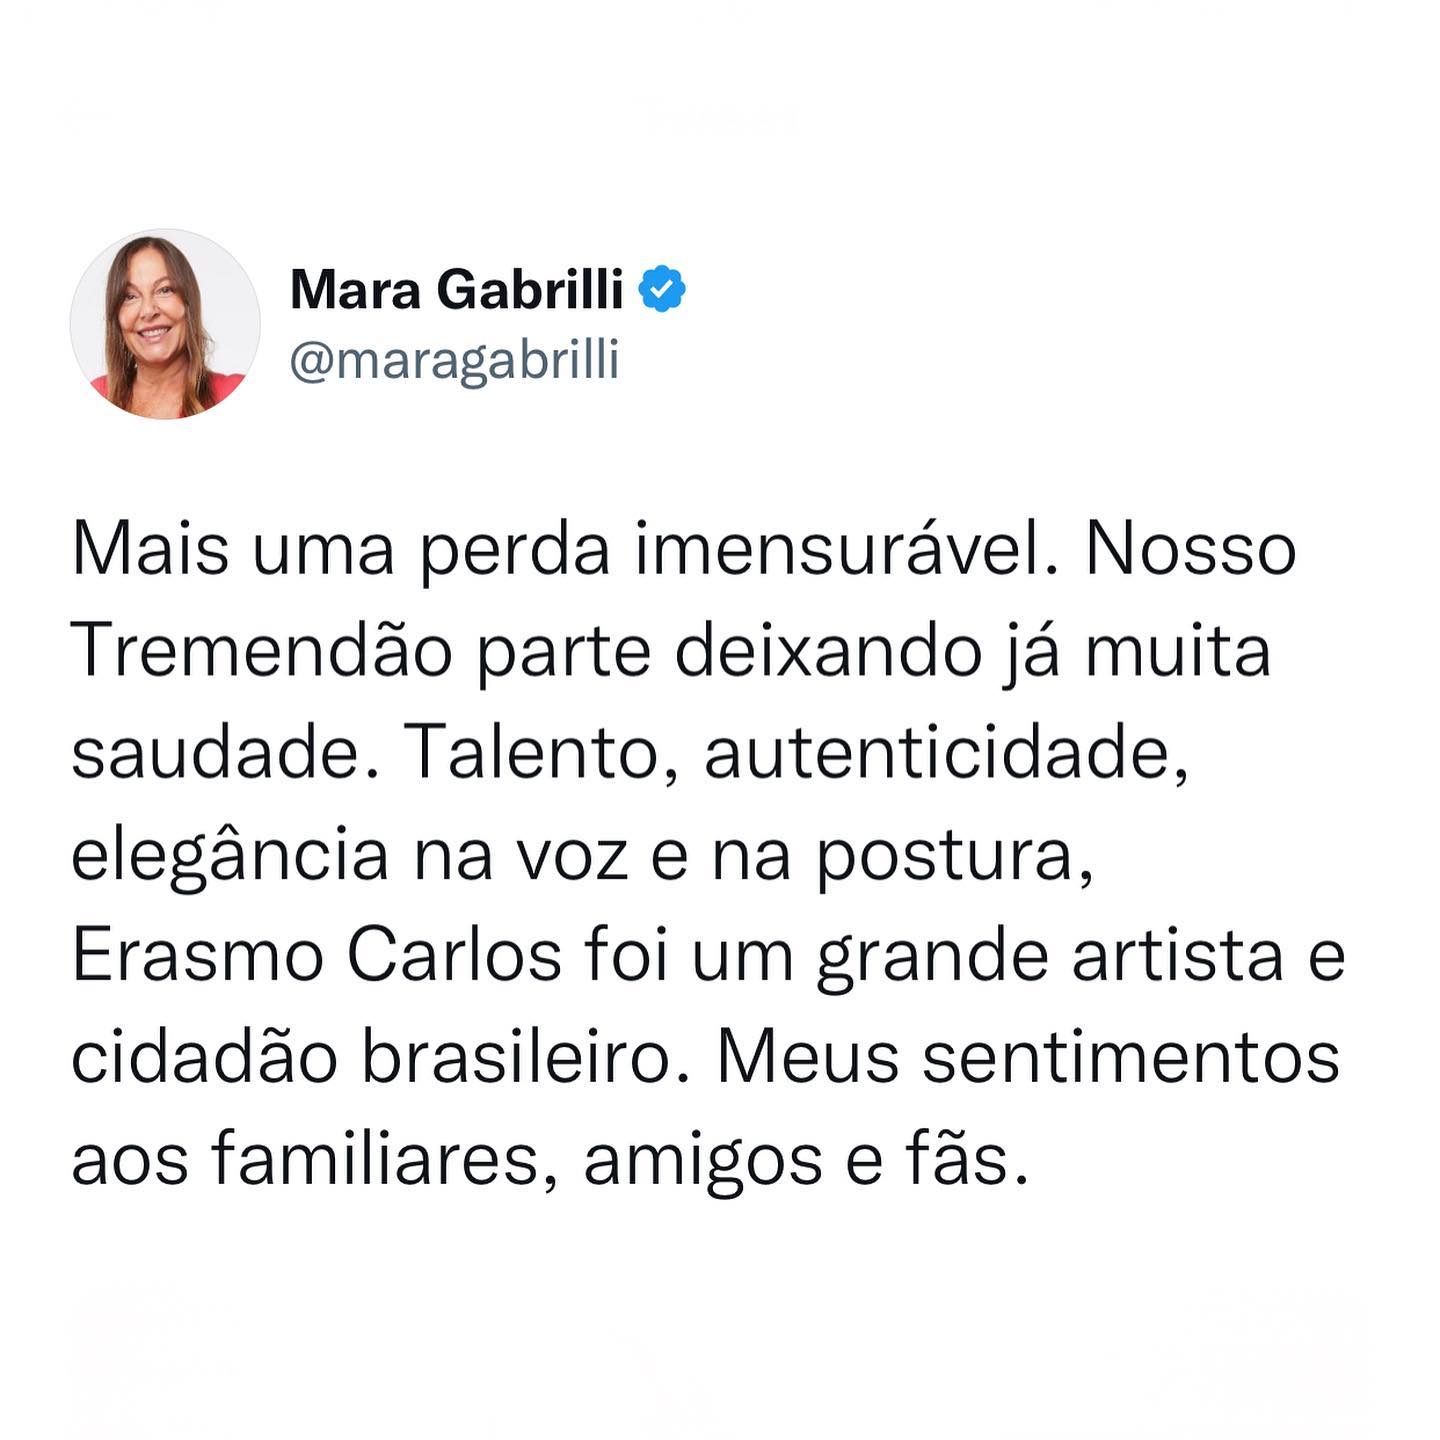 Mara Gabrilli
@maragabrilli
Mais uma perda imensurável. Nosso
Tremendão parte deixando já muita
saudade. Talento, autenticidade,
elegância na voz e na postura,
Erasmo Carlos foi um grande artista e
cidadão brasileiro. Meus sentimentos
aos familiares, amigos e fãs.